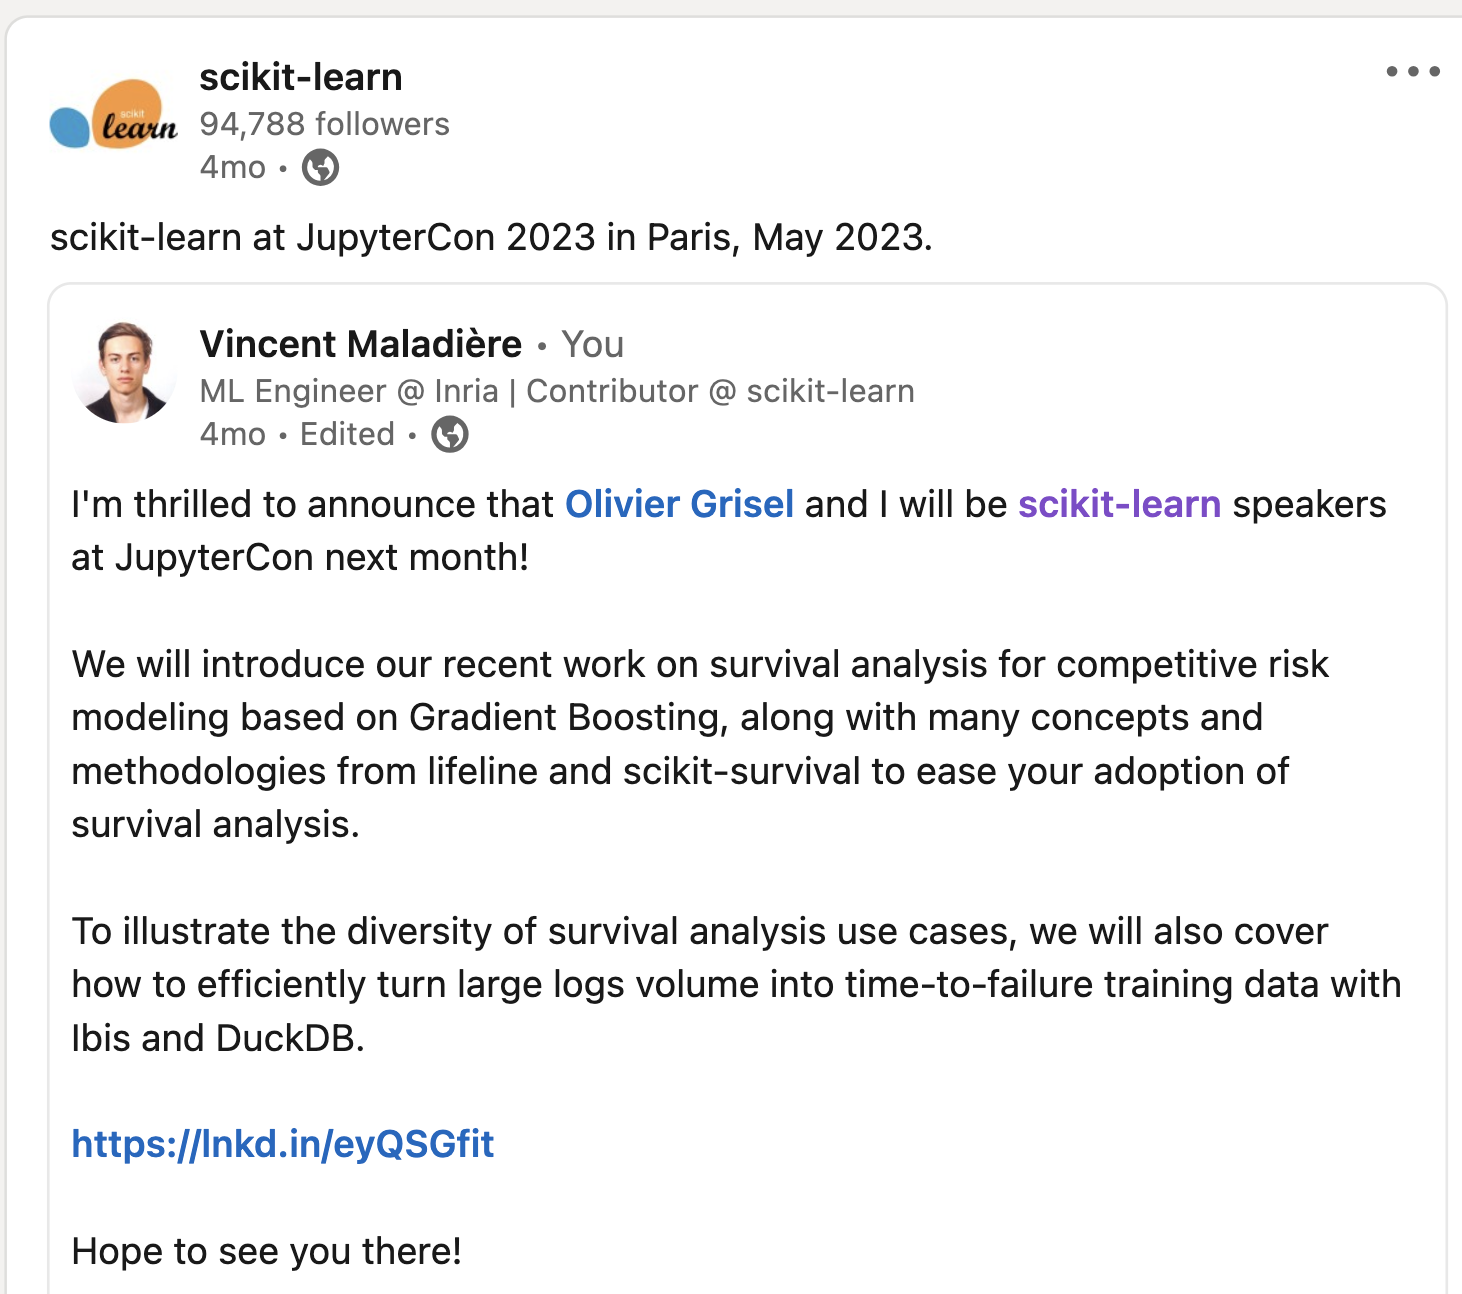 scikit
learn
scikit-learn
94,788 followers
4mo •
scikit-learn at JupyterCon 2023 in Paris, May 2023.
Vincent Maladière • You
ML Engineer @ Inria | Contributor @ scikit-learn
4mo • Edited •
I'm thrilled to announce that Olivier Grisel and I will be scikit-learn speakers
at JupyterCon next month!
We will introduce our recent work on survival analysis for competitive risk
modeling based on Gradient Boosting, along with many concepts and
methodologies from lifeline and scikit-survival to ease your adoption of
survival analysis.
To illustrate the diversity of survival analysis use cases, we will also cover
how to efficiently turn large logs volume into time-to-failure training data with
Ibis and DuckDB.
https://lnkd.in/eyQSGfit
Hope to see you there!